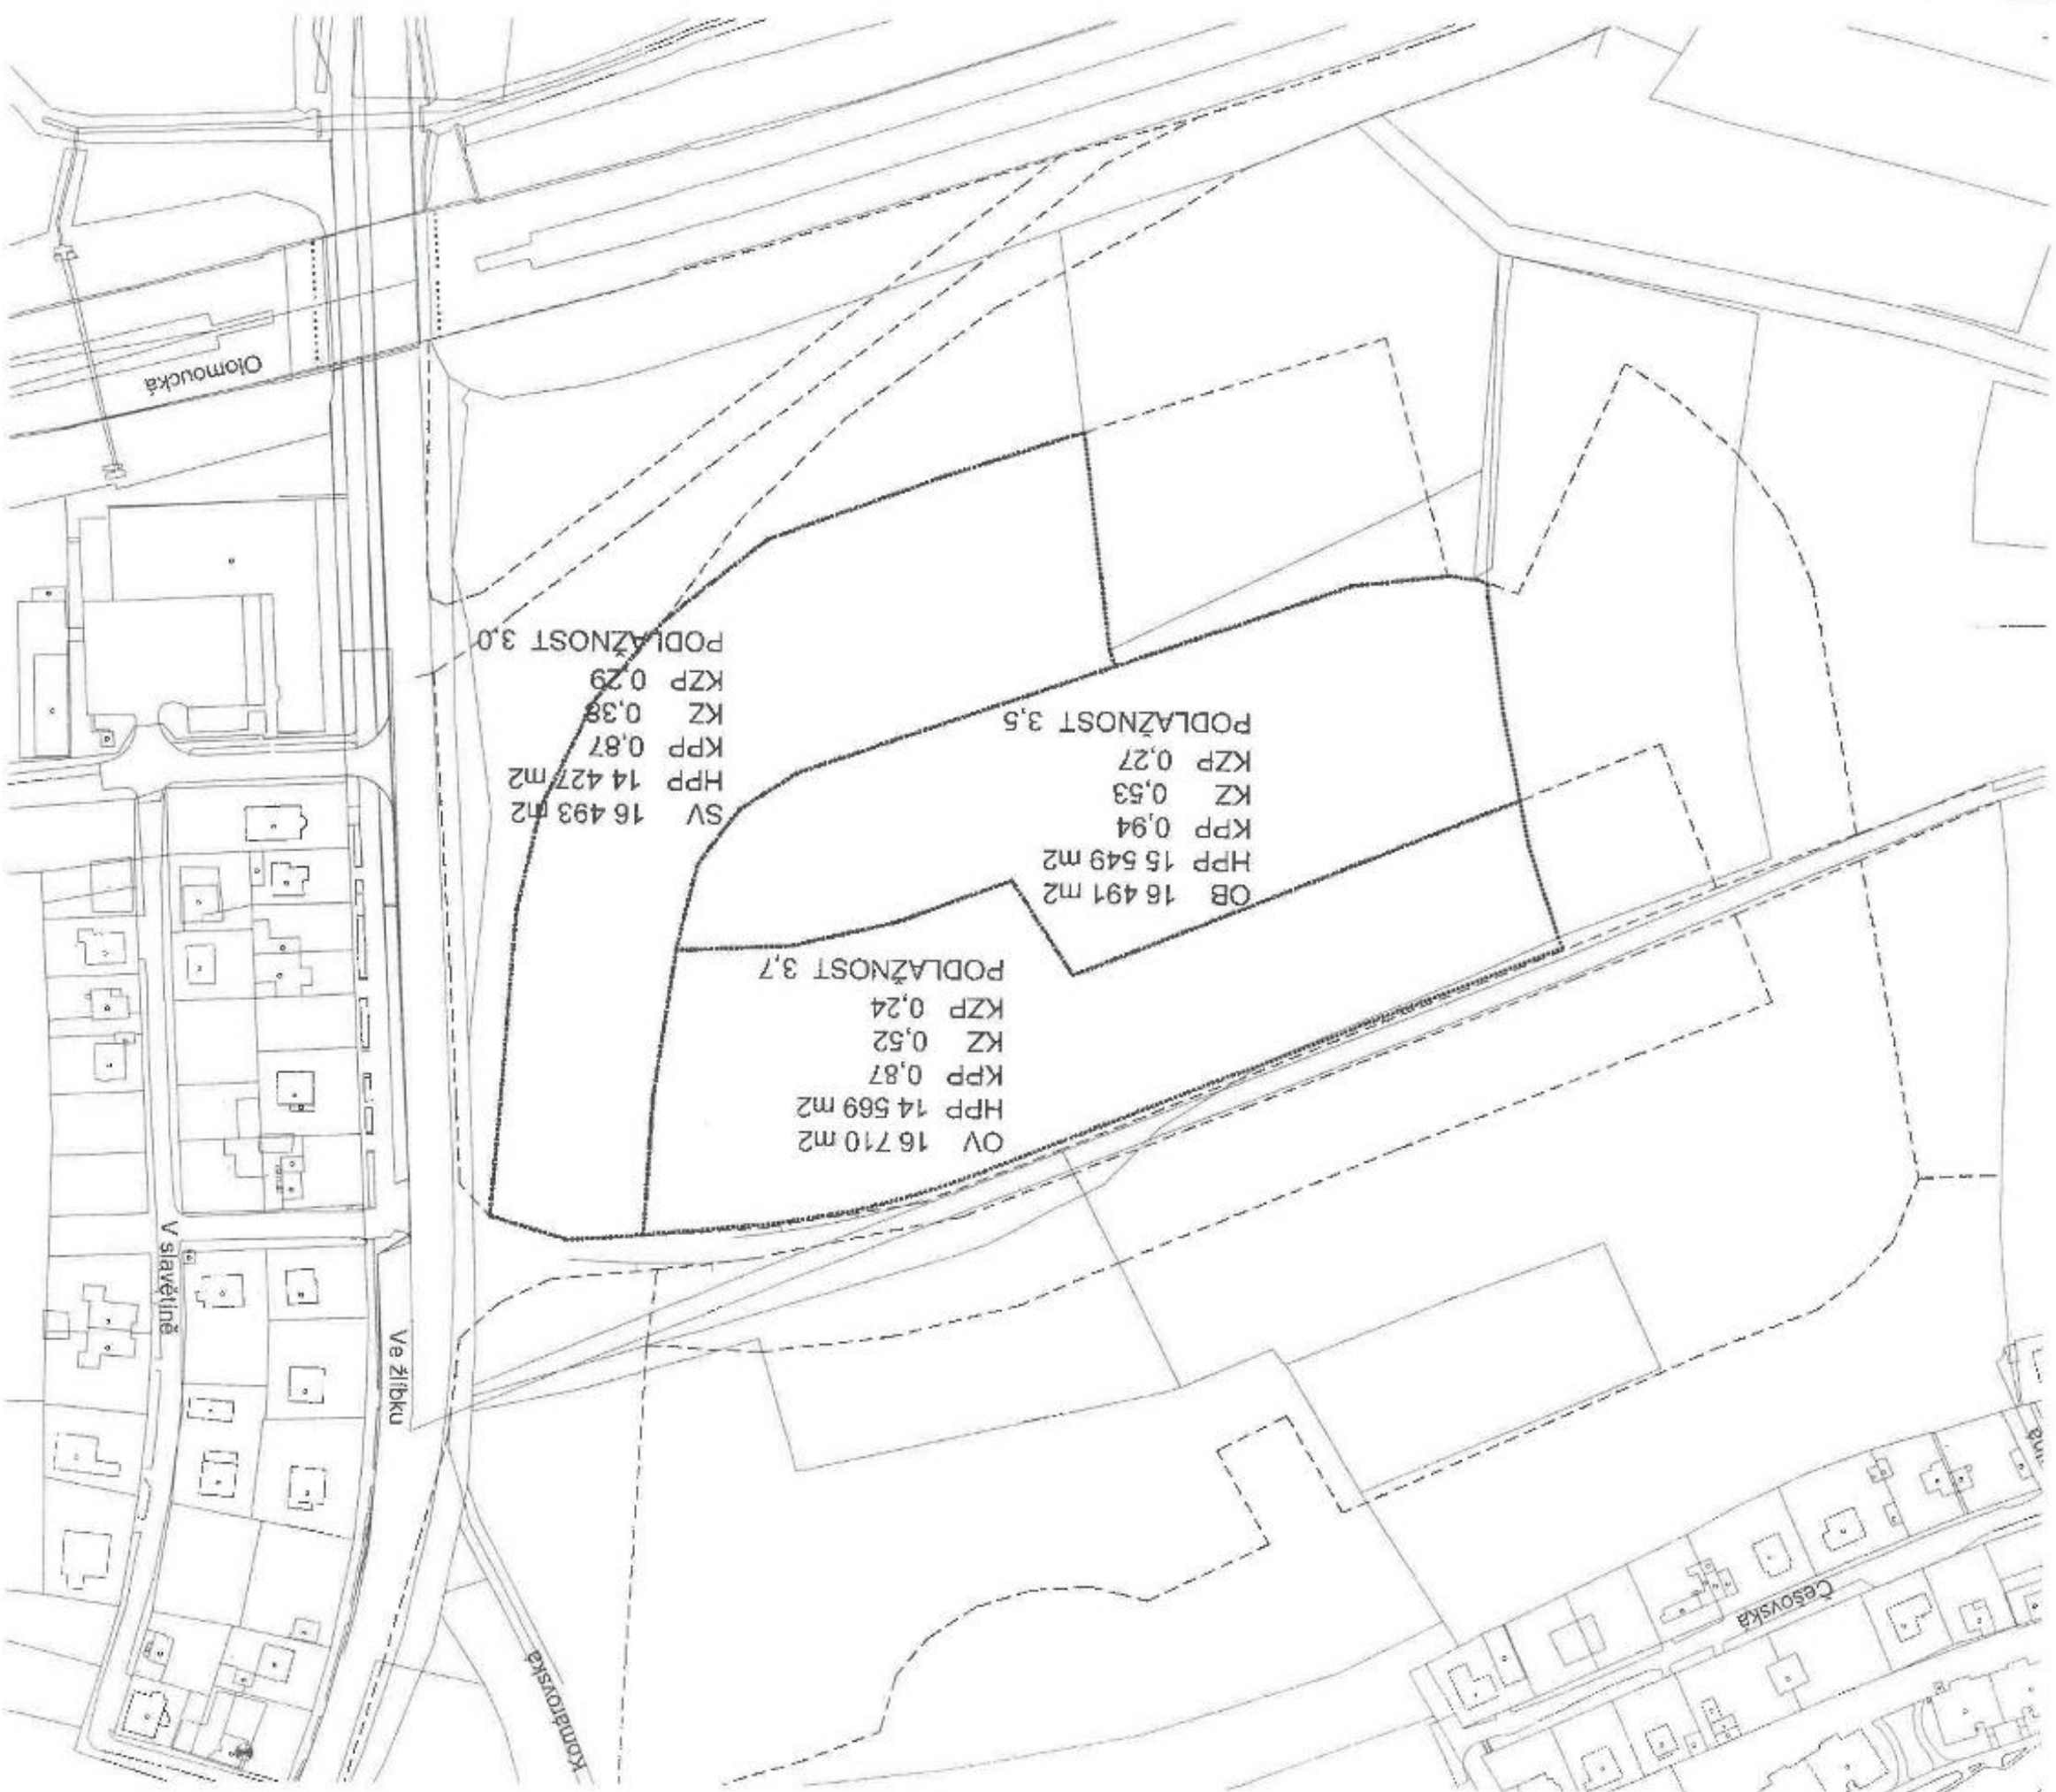 Olomoucká
SV 16 493 m2
HPP 14 427 m2
KPP 0,87
KZ 0,38
KZP 0,29
PODLAŽNOST 3,0
OB 16 491 m2
HPP 15 549 m2
KPP 0,94
KZ 0,53
KZP 0,27
PODLAŽNOST 3,5
OV 16 710 m2
HPP 14 569 m2
KPP 0,87
KZ 0,52
KZP 0,24
PODLAŽNOST 3,7
V slavětíně
Ve žlíbku
Komárovská
Češovská